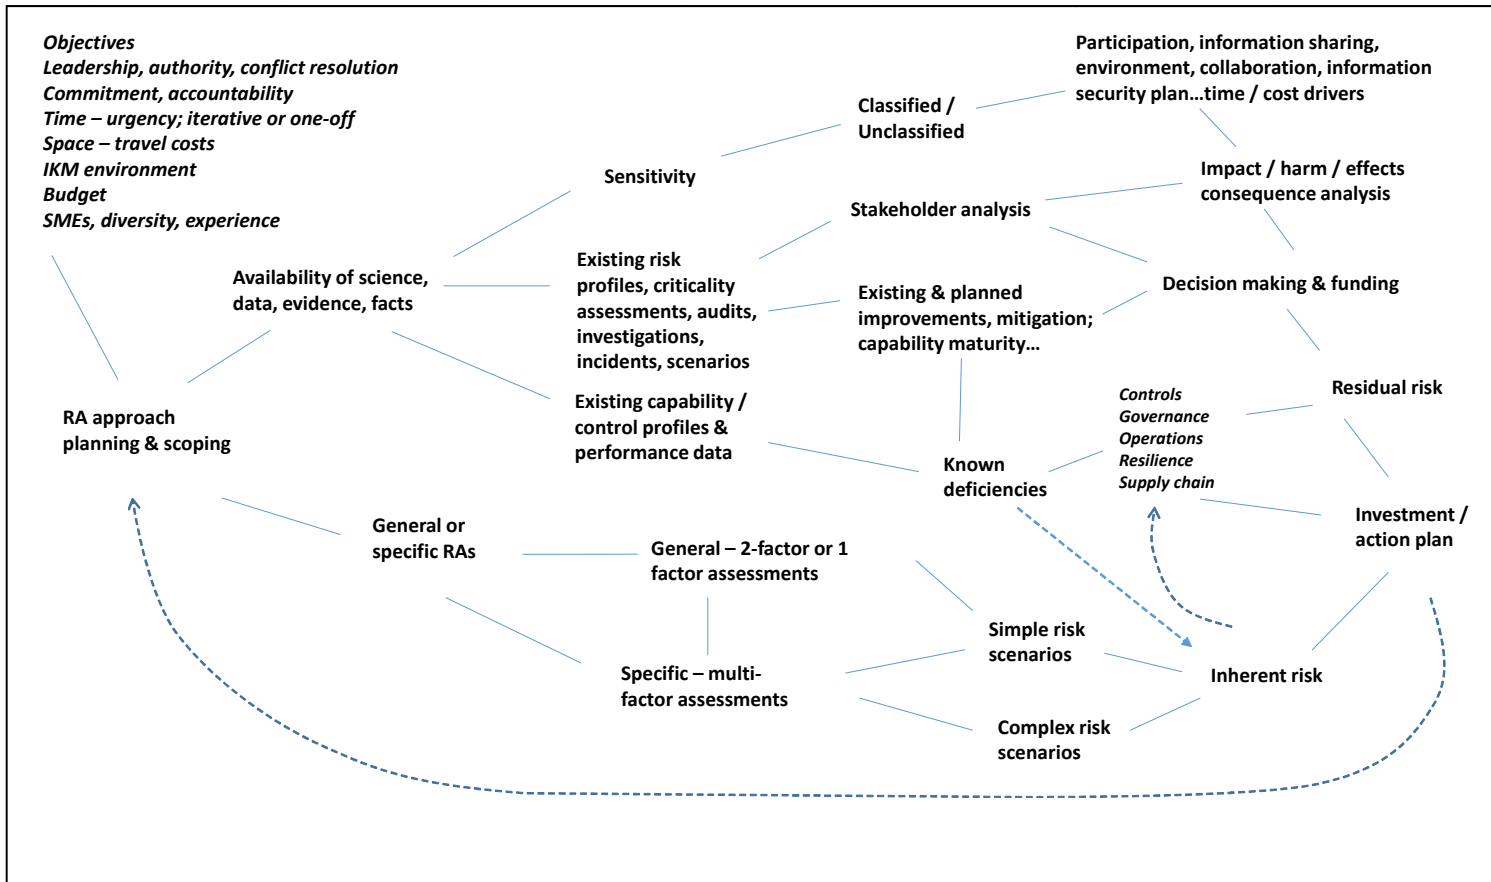 Objectives
Leadership, authority, conflict resolution
Commitment, accountability
Time – urgency; iterative or one-off
Space – travel costs
IKM environment
Budget
SMEs, diversity, experience
Participation, information sharing,
environment, collaboration, information
security plan…time / cost drivers
Classified /
Unclassified
Sensitivity
Impact / harm / effects
consequence analysis
Stakeholder analysis
Availability of science,
data, evidence, facts
Existing risk
profiles, criticality
assessments, audits,
investigations,
incidents, scenarios
Existing & planned
improvements, mitigation;
capability maturity…
Decision making & funding
RA approach
planning & scoping
Existing capability /
control profiles &
performance data
Controls
Governance
Operations
Resilience
Supply chain
Residual risk
Known
deficiencies
General or
specific RAs
General – 2-factor or 1
factor assessments
Investment /
action plan
Simple risk
scenarios
Specific – multi-
factor assessments
Inherent risk
Complex risk
scenarios